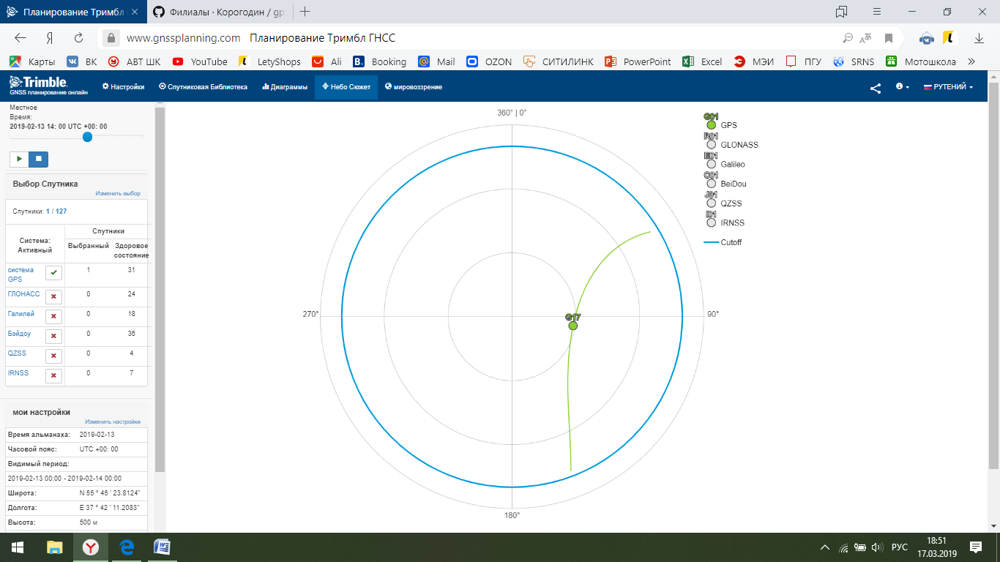 Планирование Тримбл
Филиалы · Корогодин / gp
www.gnssplanning.com Планирование Тримбл ГНСС
Карты ВК АВТ ШК YouTube LetyShops Ali Booking Mail OZON СИТИЛИНК PowerPoint Excel МЭИ ПГУ SRNS Мотошкола »
Trimble.
GNSS планирование онлайн
Настройки Спутниковая Библиотека Диаграммы Небо Сюжет мировоззрение РУТЕНИЙ
Местное
Время:
2019-02-13 14: 00 UTC +00: 00
Выбор Спутника
Изменить выбор
Спутники: 1 / 127
Система:
Активный
Спутники
Выбранный
Здоровое
состояние
система
GPS
1 31
ГЛОНАСС 0 24
Галилей 0 18
Бэйдоу 0 36
QZSS 0 4
IRNSS 0 7
мои настройки
Изменить настройки
Время альманаха: 2019-02-13
Часовой пояс: UTC +00: 00
Видимый период:
2019-02-13 00:00 - 2019-02-14 00:00
Широта: N 55 ° 45 ' 23.8124"
Долгота: E 37 ° 42 ' 11.2083"
Высота: 500 м
360° | 0°
270°
G17
90°
180°
G01
GPS
R01
GLONASS
E01
Galileo
C01
BeiDou
J01
QZSS
I01
IRNSS
Cutoff
РУС
18:51
17.03.2019